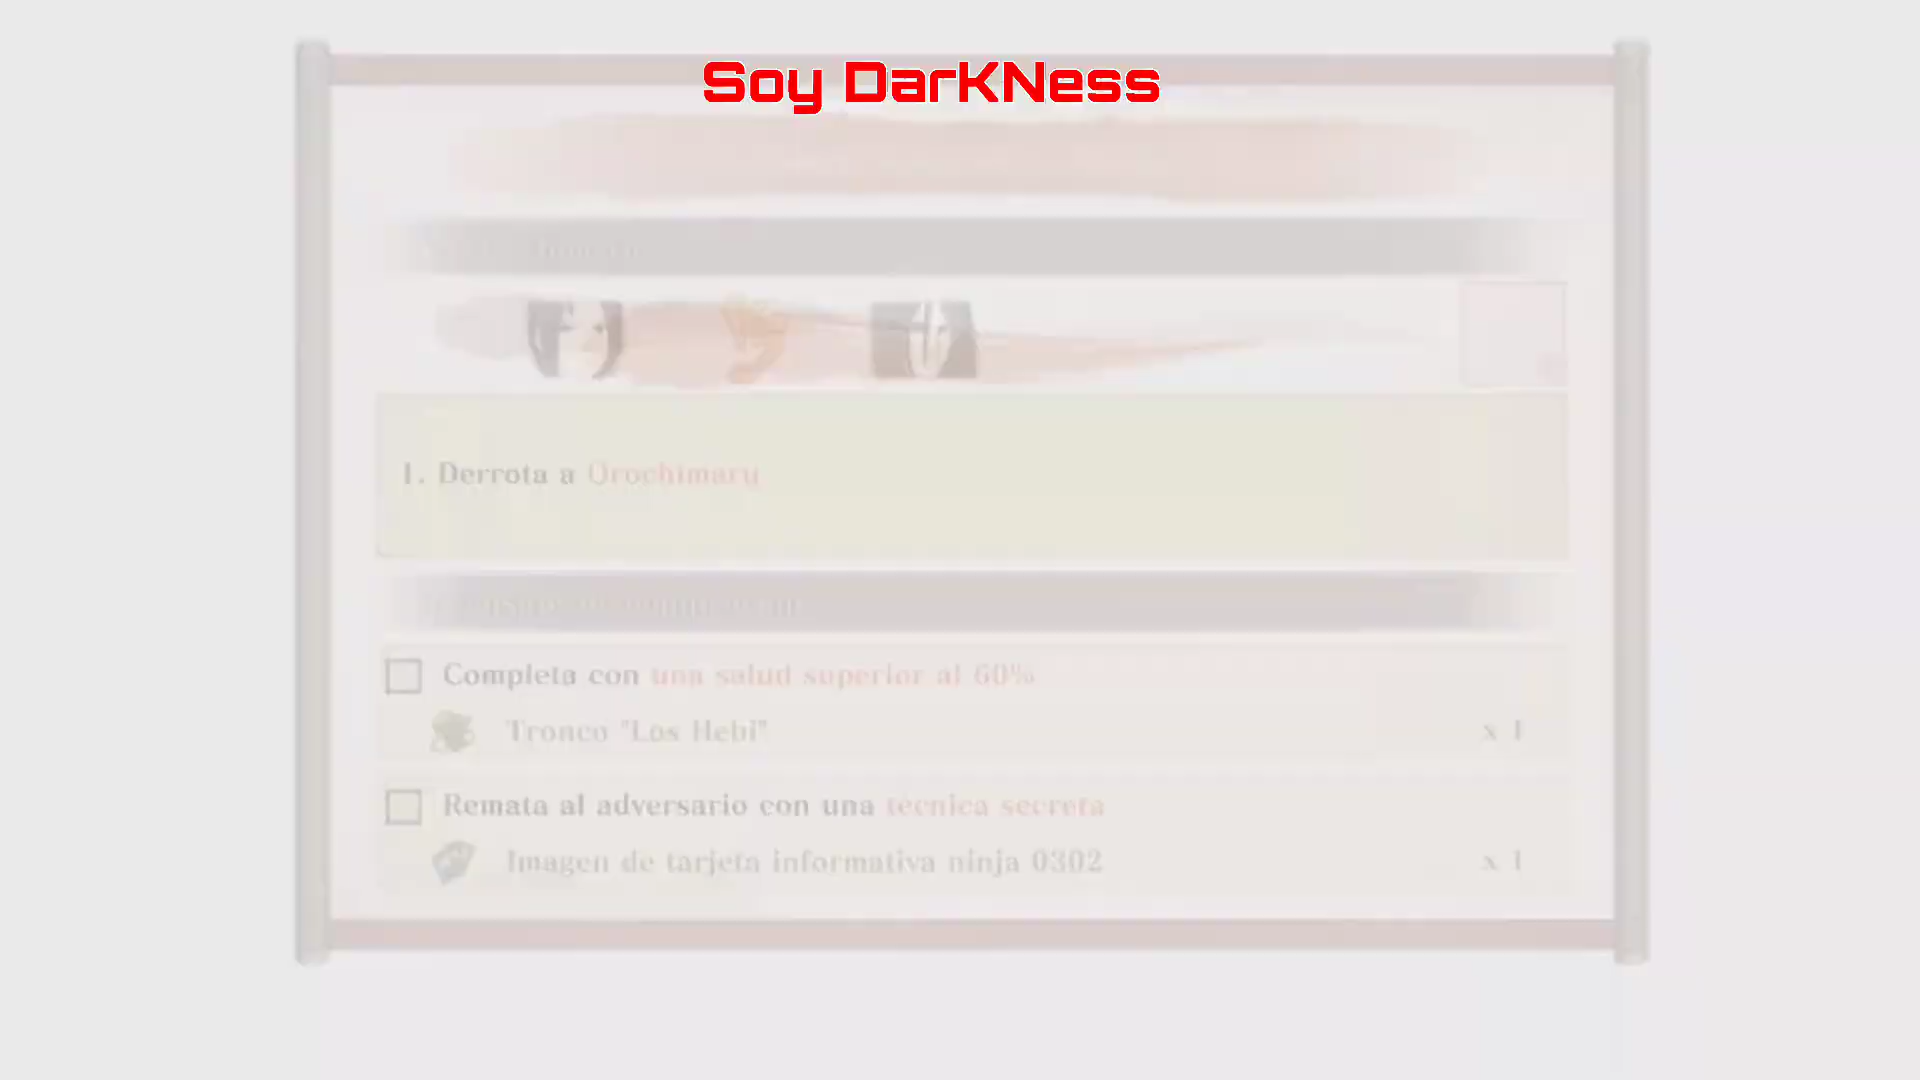 Soy DarKNess
1. Derrota a Orochimaru
Completa con una salud superior al 60%
Tronco "Los Hebi"
x 1
Remata al adversario con una técnica secreta
Imagen de tarjeta informativa ninja 0302
x 1